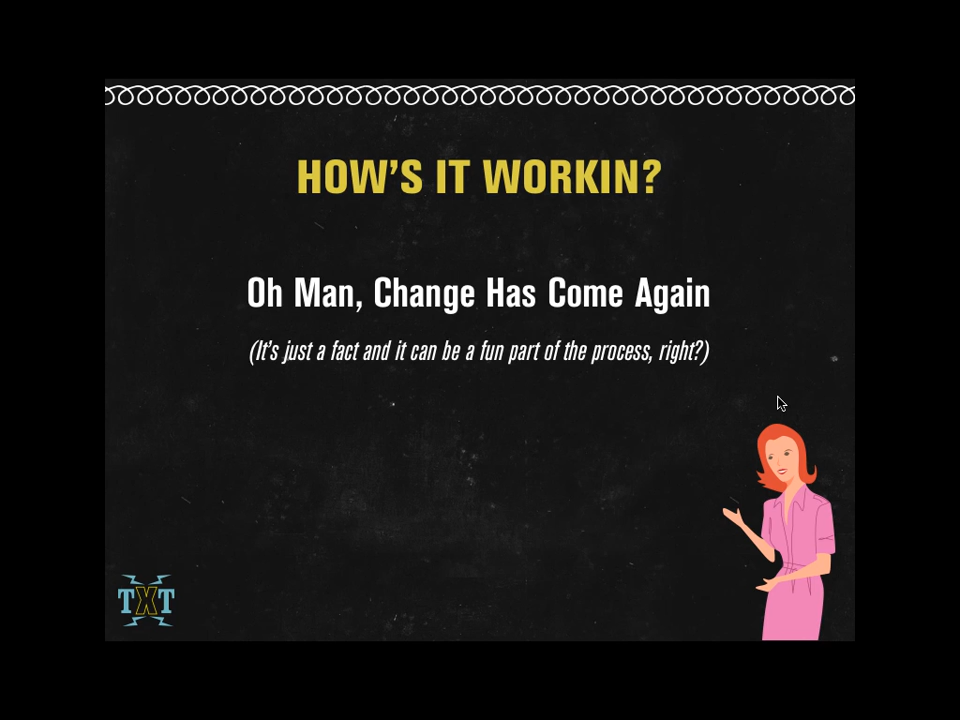 HOW'S IT WORKIN?
Oh Man, Change Has Come Again
(It's just a fact and it can be a fun part of the process, right?)
TXT